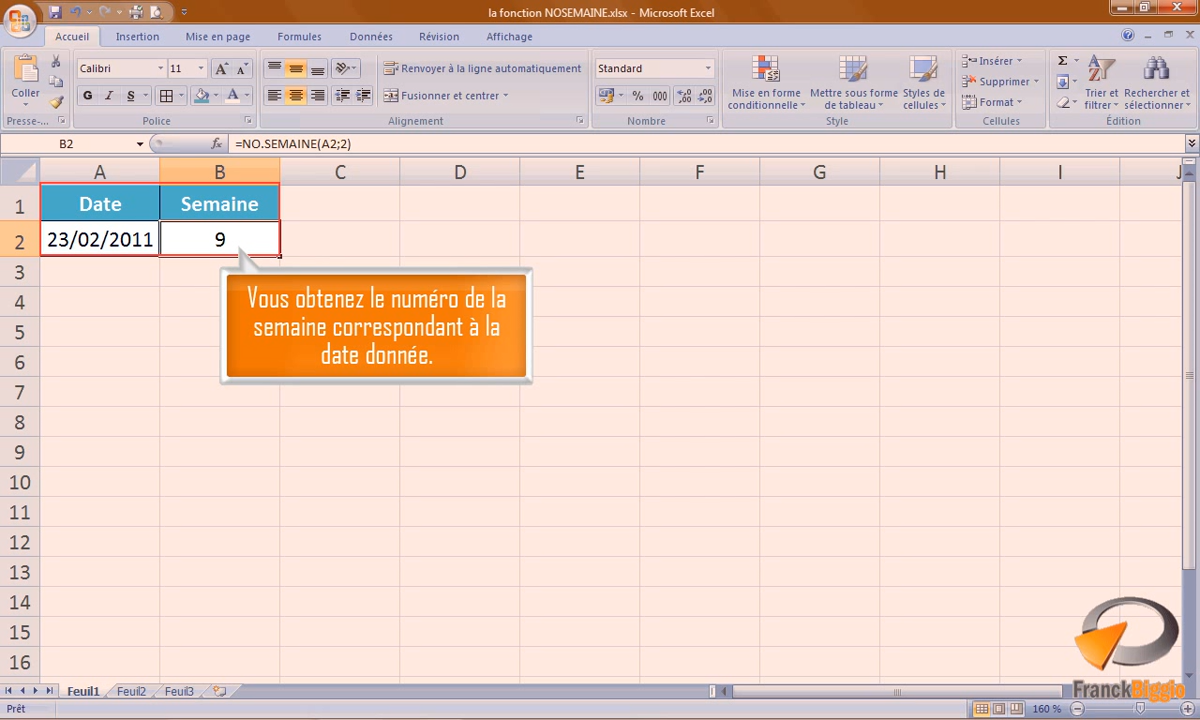 la fonction NOSEMAINE.xlsx - Microsoft Excel
Accueil Insertion Mise en page Formules Données Révision Affichage
Coller
Presse-...
Calibri 11
G I S
Police
Renvoyer à la ligne automatiquement
Fusionner et centrer
Alignement
Standard
% 000
Nombre
Mise en forme conditionnelle
Mettre sous forme de tableau
Styles de cellules
Style
Insérer
Supprimer
Format
Cellules
Σ
Trier et filtrer
Rechercher et sélectionner
Édition
B2 fx =NO.SEMAINE(A2;2)
A B C D E F G H I J
1 Date Semaine
2 23/02/2011 9
3
4
5
6
7
8
9
10
11
12
13
14
15
16
Vous obtenez le numéro de la
semaine correspondant à la
date donnée.
FranckBiggio
Feuil1 Feuil2 Feuil3
Prêt 160 %